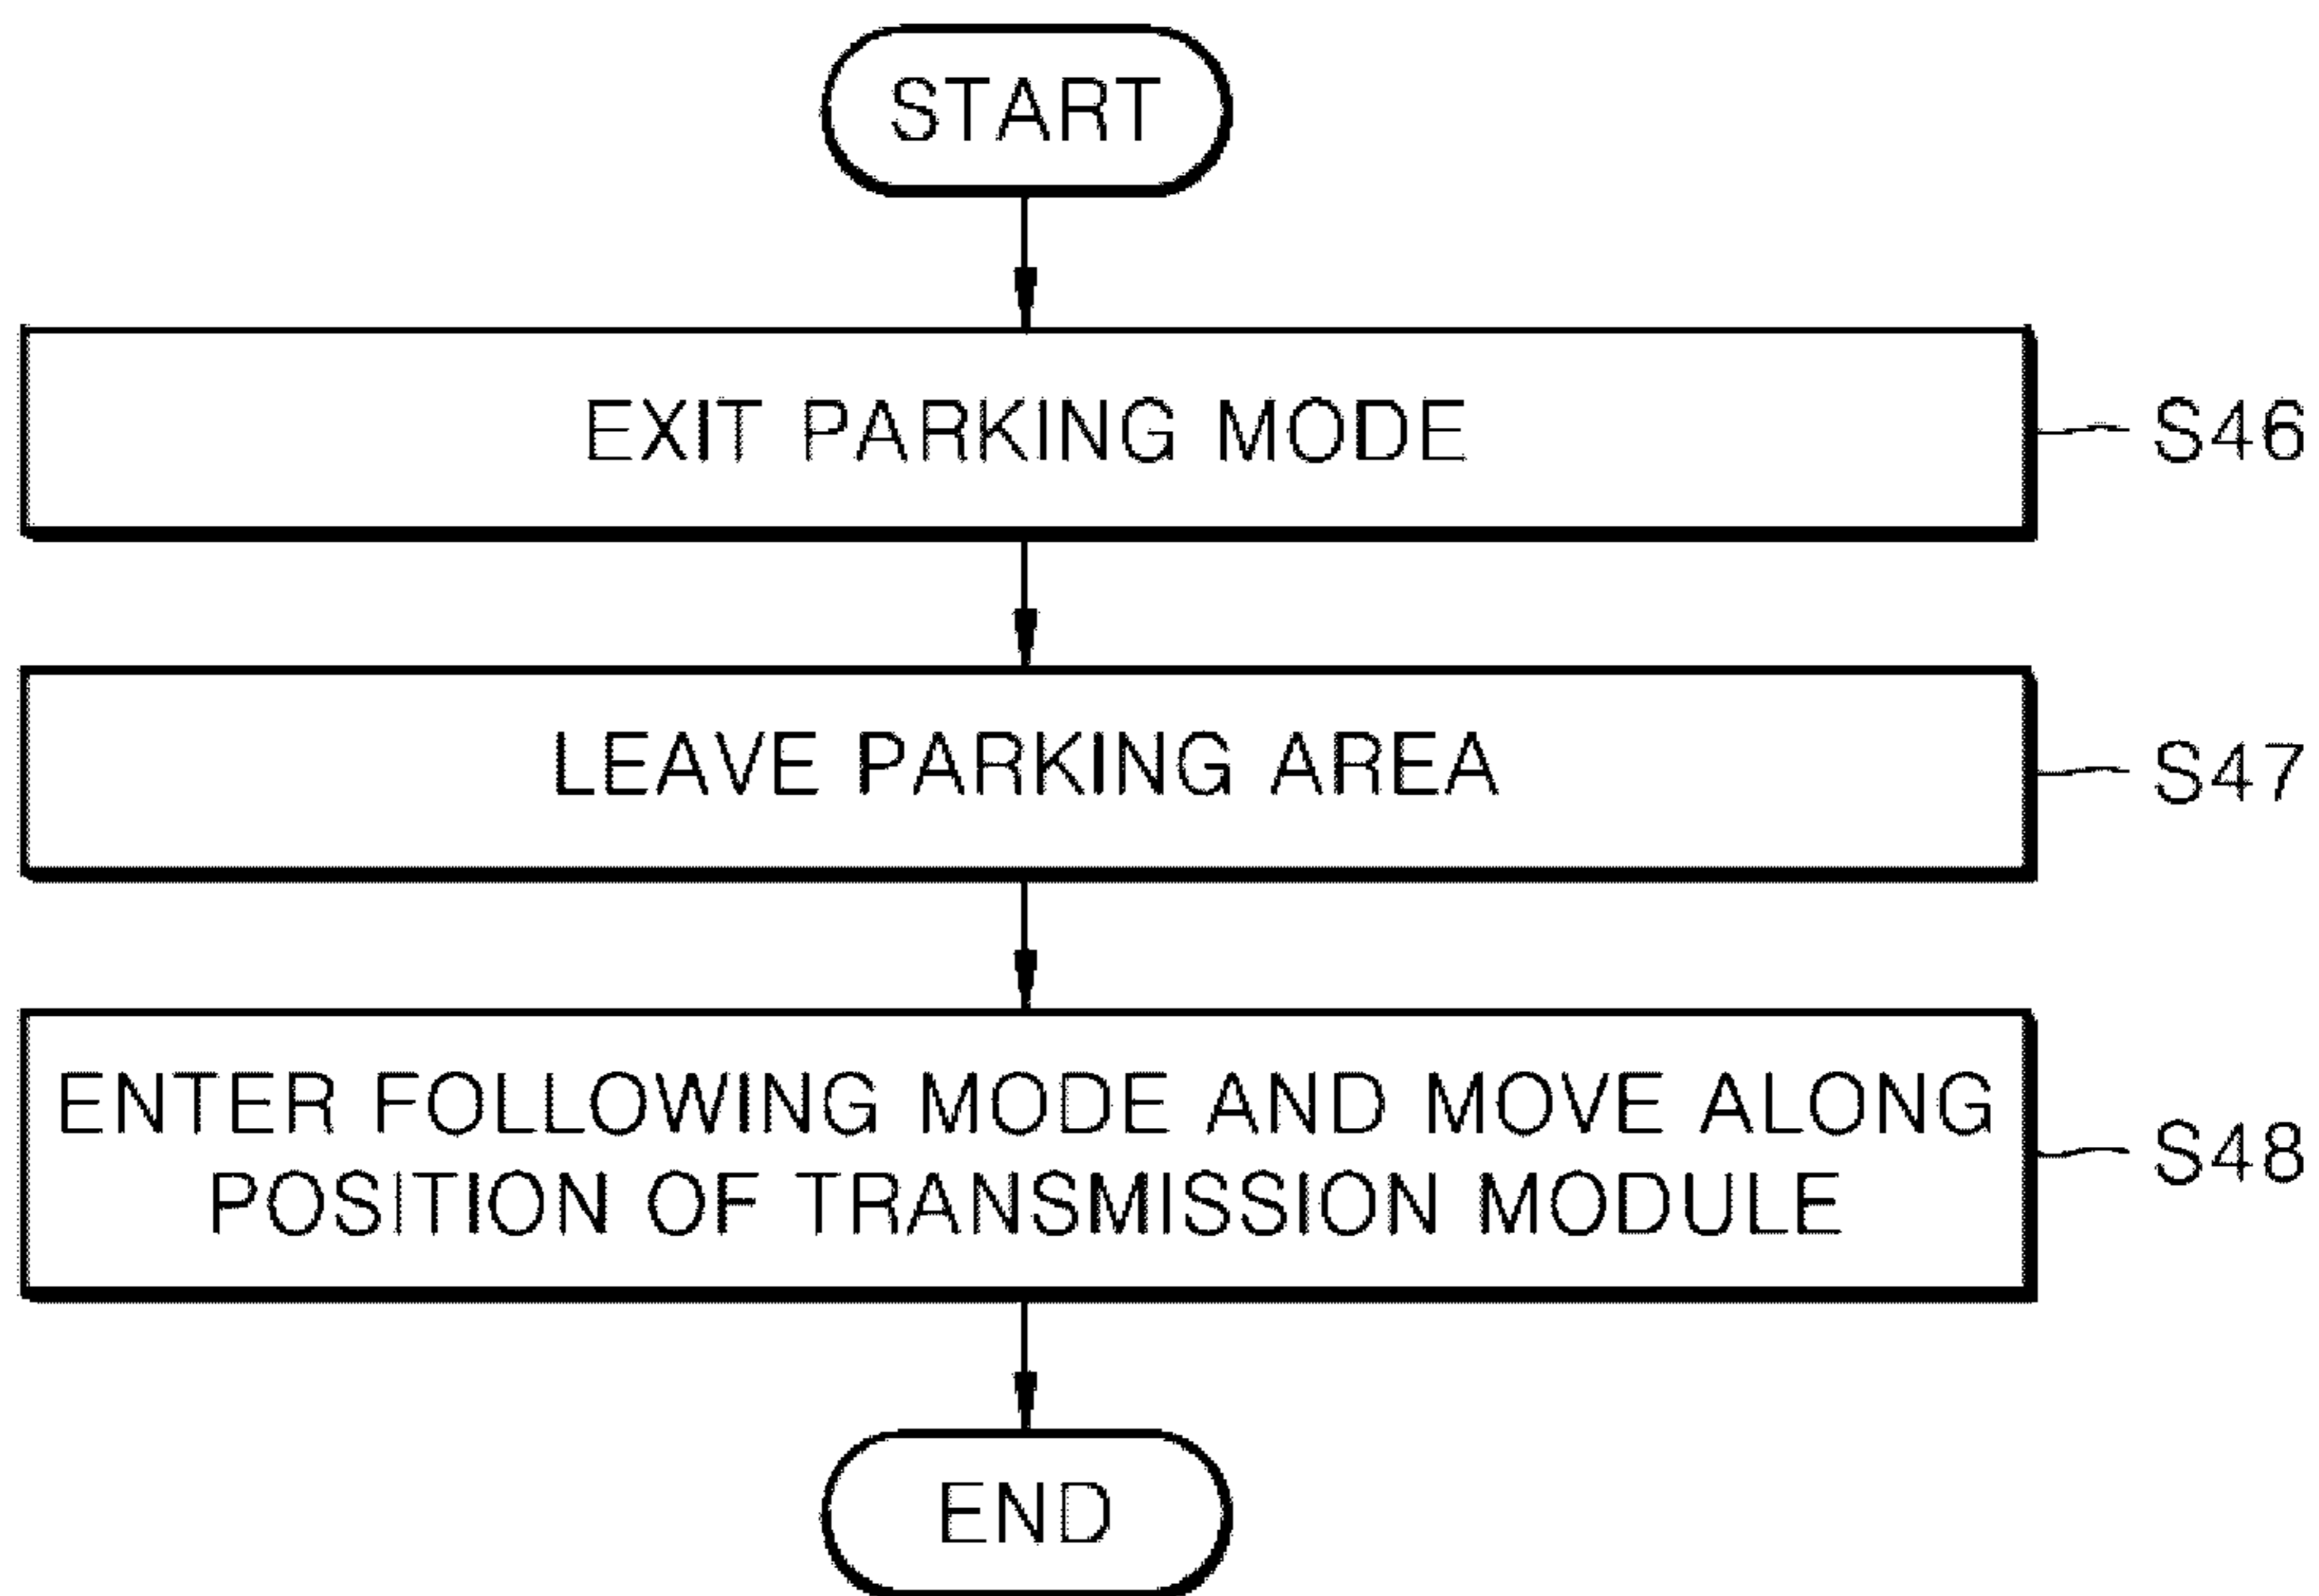 START
EXIT PARKING MODE
S46
LEAVE PARKING AREA
S47
ENTER FOLLOWING MODE AND MOVE ALONG
POSITION OF TRANSMISSION MODULE
S48
END